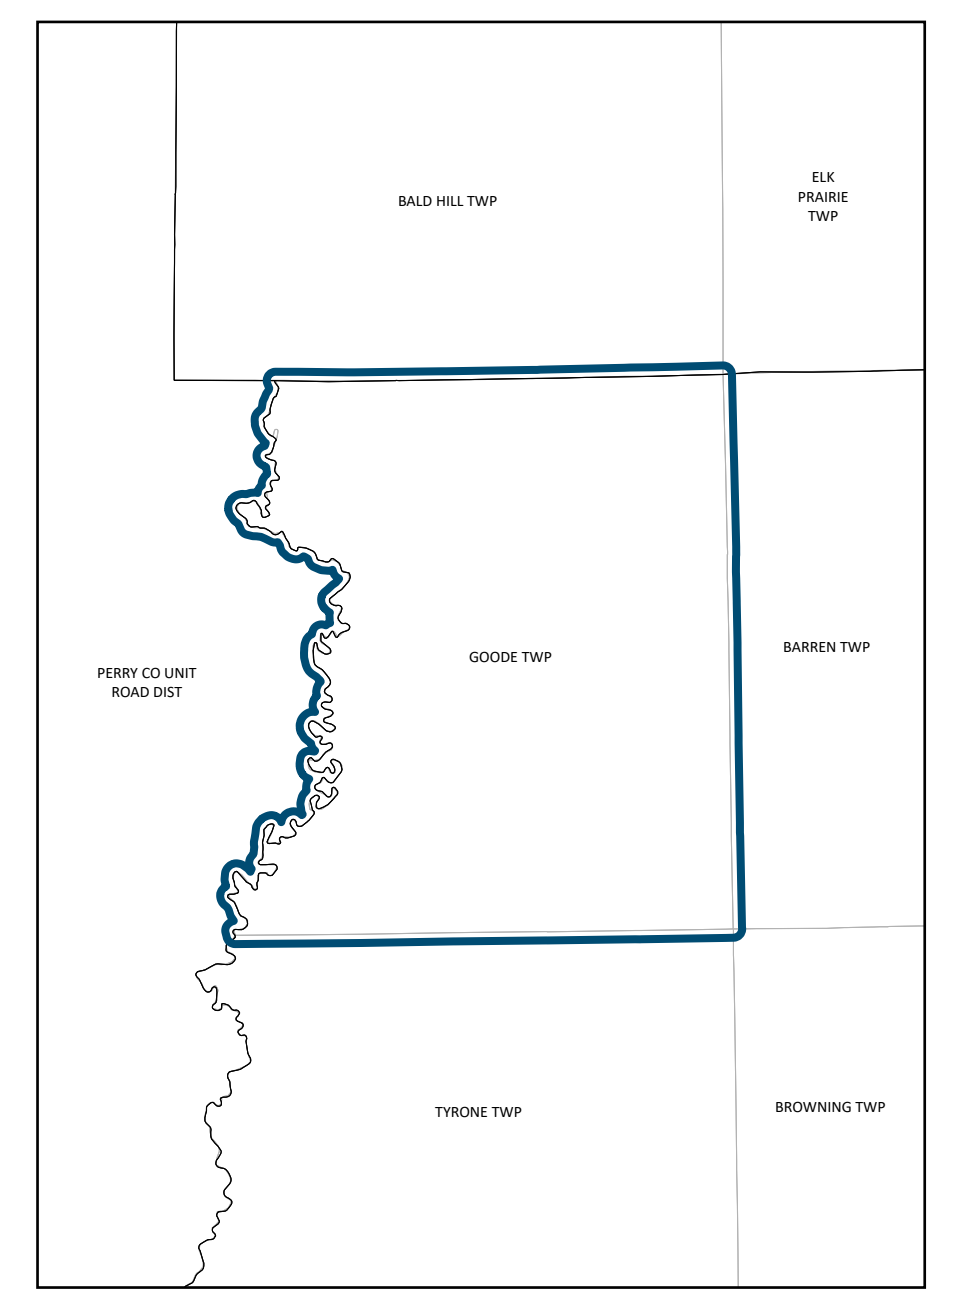 BALD HILL TWP
ELK
PRAIRIE
TWP
GOODE TWP
BARREN TWP
PERRY CO UNIT
ROAD DIST
TYRONE TWP
BROWNING TWP